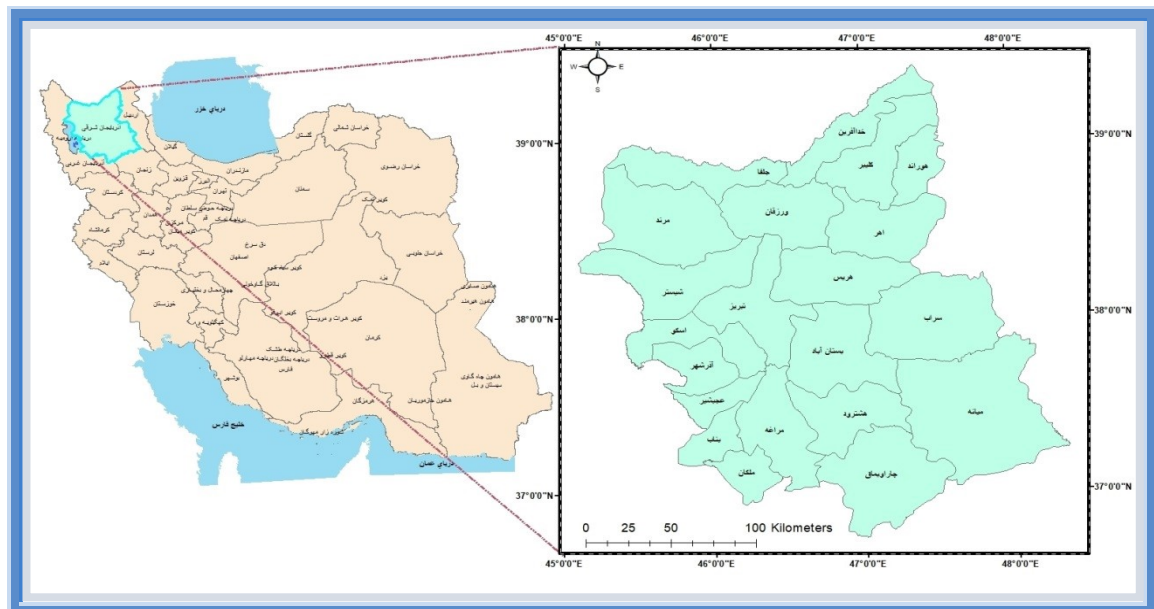 45°0'0"E 46°0'0"E 47°0'0"E 48°0'0"E
N
W E
S
39°0'0"N 39°0'0"N
38°0'0"N 38°0'0"N
37°0'0"N 37°0'0"N
45°0'0"E 46°0'0"E 47°0'0"E 48°0'0"E
0 25 50 100 Kilometers
دریای خزر
اردبیل
آذربایجان شرقی
آذربایجان غربی
گیلان
گلستان
خراسان شمالی
خراسان رضوی
زنجان
قزوین
مازندران
سمنان
تهران
کردستان
قم
کرمانشاه
لرستان
ایلام
اصفهان
یزد
خراسان جنوبی
خوزستان
کرمان
فارس
بوشهر
هرمزگان
خلیج فارس
دریای عمان
خداآفرین
کلیبر
هوراند
جلفا
ورزقان
مرند
اهر
هریس
شبستر
تبریز
سراب
اسکو
بستان آباد
آذرشهر
عجبشیر
هشترود
میانه
مراغه
بناب
ملکان
چاراویماق